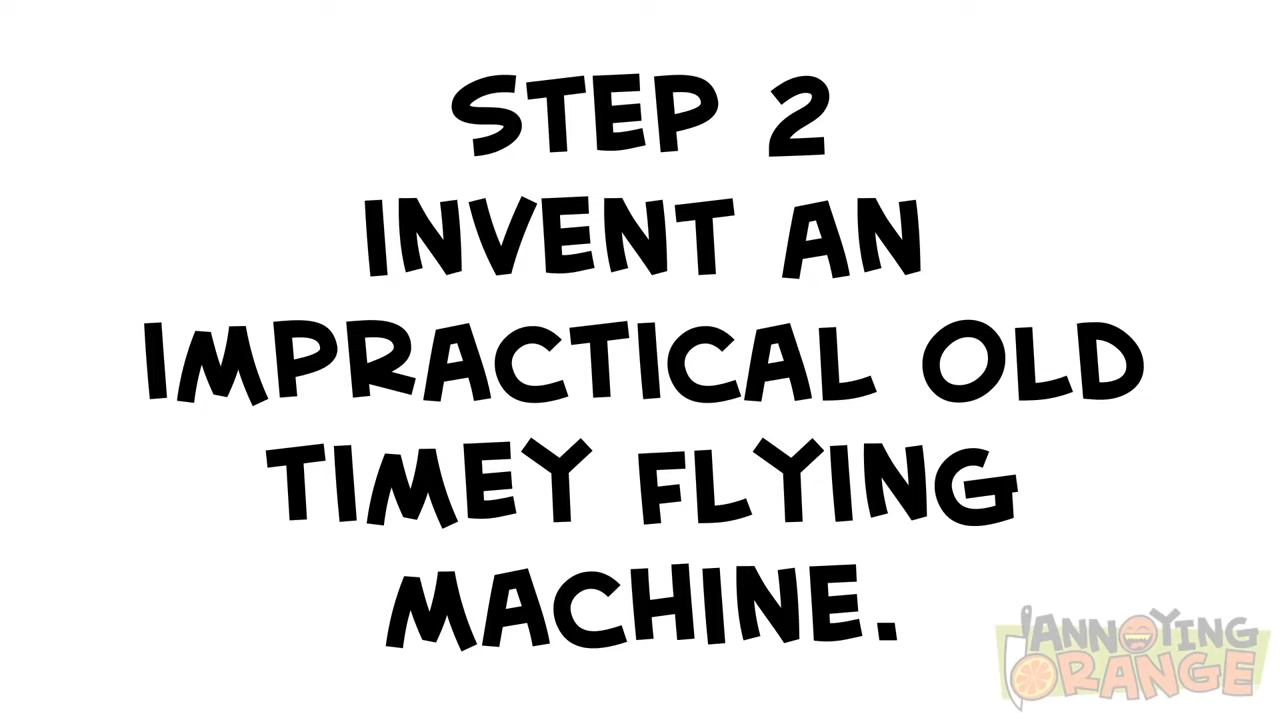 STEP 2
INVENT AN
IMPRACTICAL OLD
TIMEY FLYING
MACHINE.
ANNOYING
ORANGE